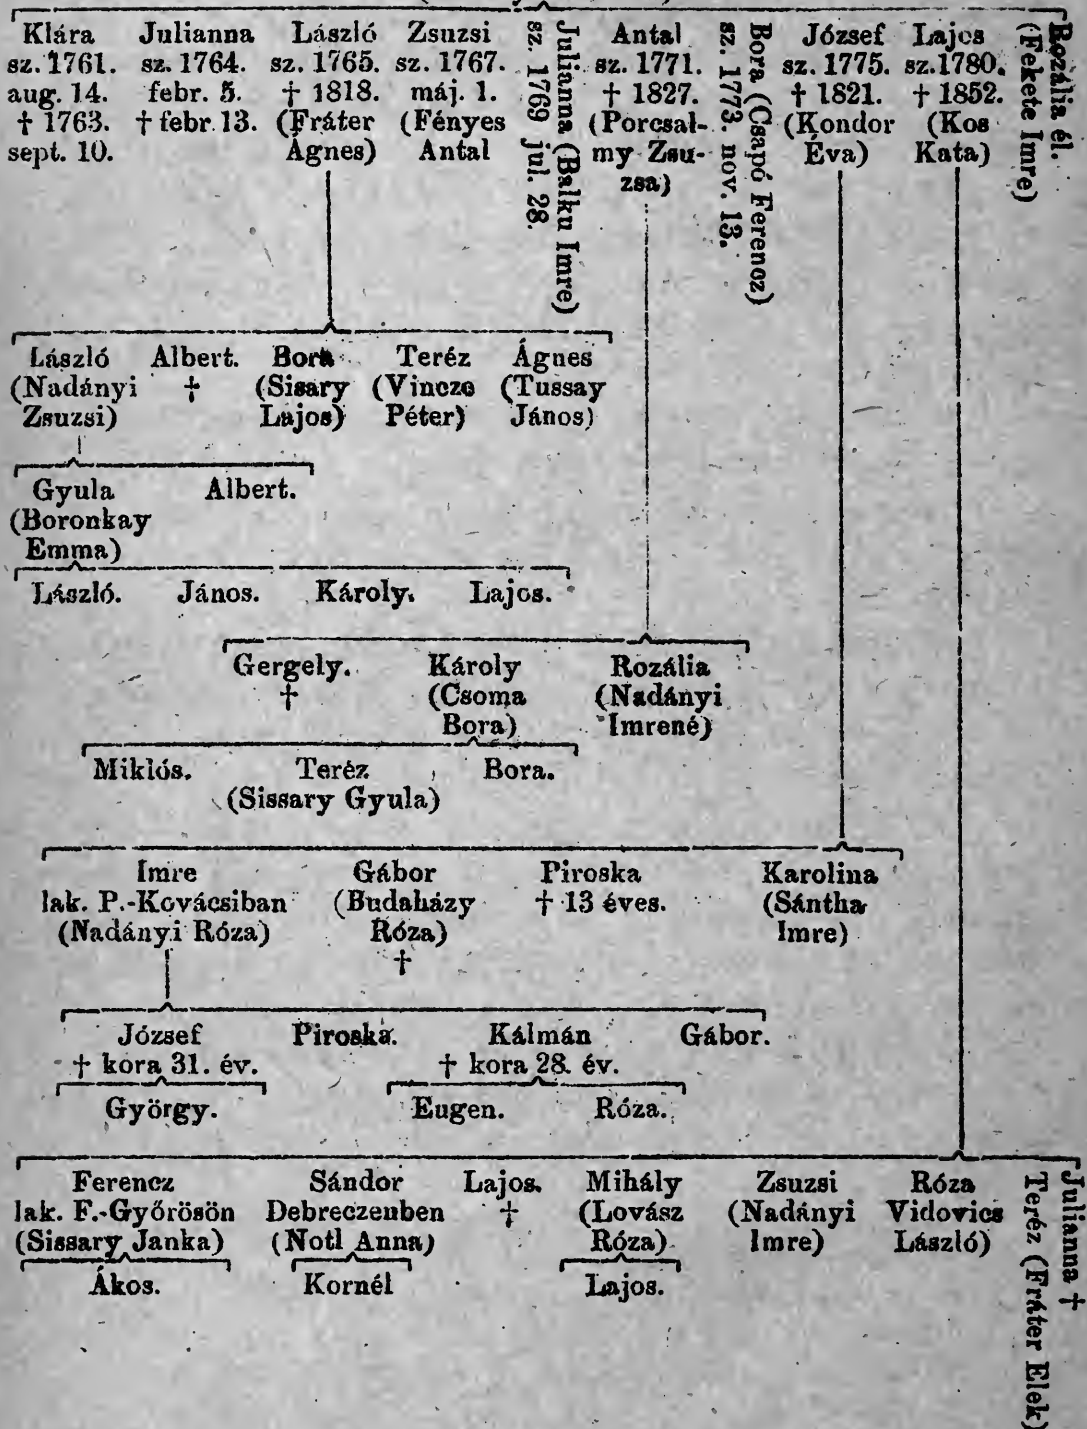 Klára
sz. 1761.
aug. 14.
† 1763.
sept. 10.
Julianna
sz. 1764.
febr. 5.
† febr. 13.
László
sz. 1765.
† 1818.
(Fráter
Ágnes)
Zsuzsi
sz. 1767.
máj. 1.
(Fényes
Antal
Julianna (Balku Imre)
sz. 1769 jul. 28.
Antal
sz. 1771.
† 1827.
(Porcsal-
my Zsu-
zsa)
Bora (Csapó Ferencz)
sz. 1773. nov. 13.
József
sz. 1775.
† 1821.
(Kondor
Éva)
Lajos
sz. 1780.
† 1852.
(Kos
Kata)
Rozália él.
(Fekete Imre)
László
(Nadányi
Zsuzsi)
Albert.
†
Bora
(Sisary
Lajos)
Teréz
(Vincze
Péter)
Ágnes
(Tussay
János)
Gyula
(Boronkay
Emma)
Albert.
László. János. Károly. Lajos.
Gergely.
†
Károly
(Csoma
Bora)
Rozália
(Nadányi
Imrené)
Miklós.
Teréz
(Sissary Gyula)
Bora.
Imre
lak. P.-Kovácsiban
(Nadányi Róza)
Gábor
(Budaházy
Róza)
†
Piroska
† 13 éves.
Karolina
(Sántha
Imre)
József
† kora 31. év.
Piroska.
Kálmán
† kora 28. év.
Gábor.
György.
Eugen. Róza.
Ferencz
lak. F.-Győrösön
(Sissary Janka)
Ákos.
Sándor
Debreczenben
(Notl Anna)
Kornél
Lajos.
†
Mihály
(Lovász
Róza)
Lajos.
Zsuzsi
(Nadányi
Imre)
Róza
Vidovics
László)
Julianna †
Teréz (Fráter Elek)